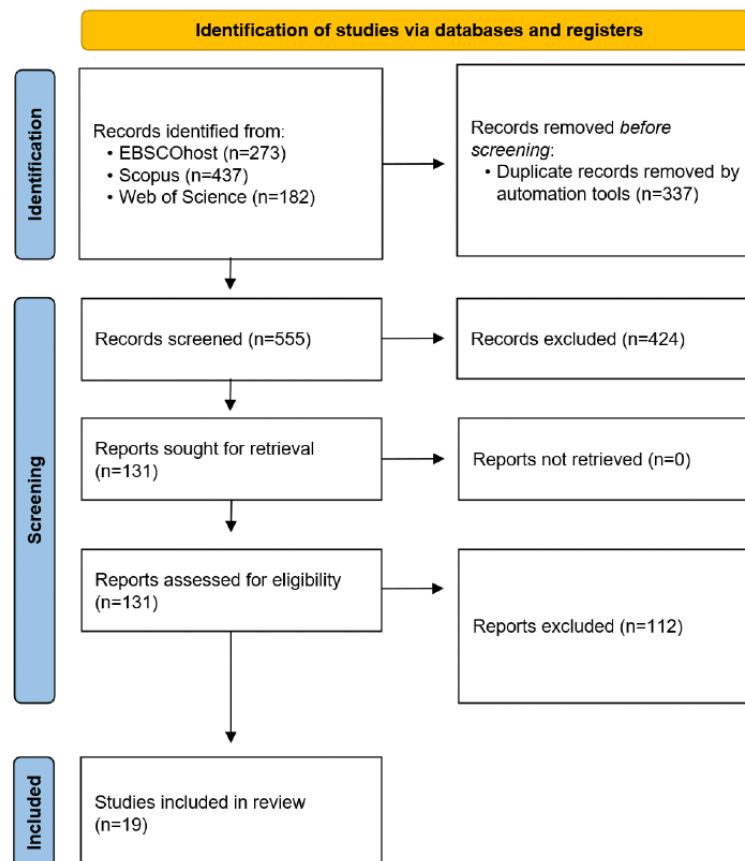 Identification of studies via databases and registers
Identification
Records identified from:
• EBSCOhost (n=273)
• Scopus (n=437)
• Web of Science (n=182)
Records removed before
screening:
• Duplicate records removed by
automation tools (n=337)
Screening
Records screened (n=555)
Records excluded (n=424)
Reports sought for retrieval
(n=131)
Reports not retrieved (n=0)
Reports assessed for eligibility
(n=131)
Reports excluded (n=112)
Included
Studies included in review
(n=19)